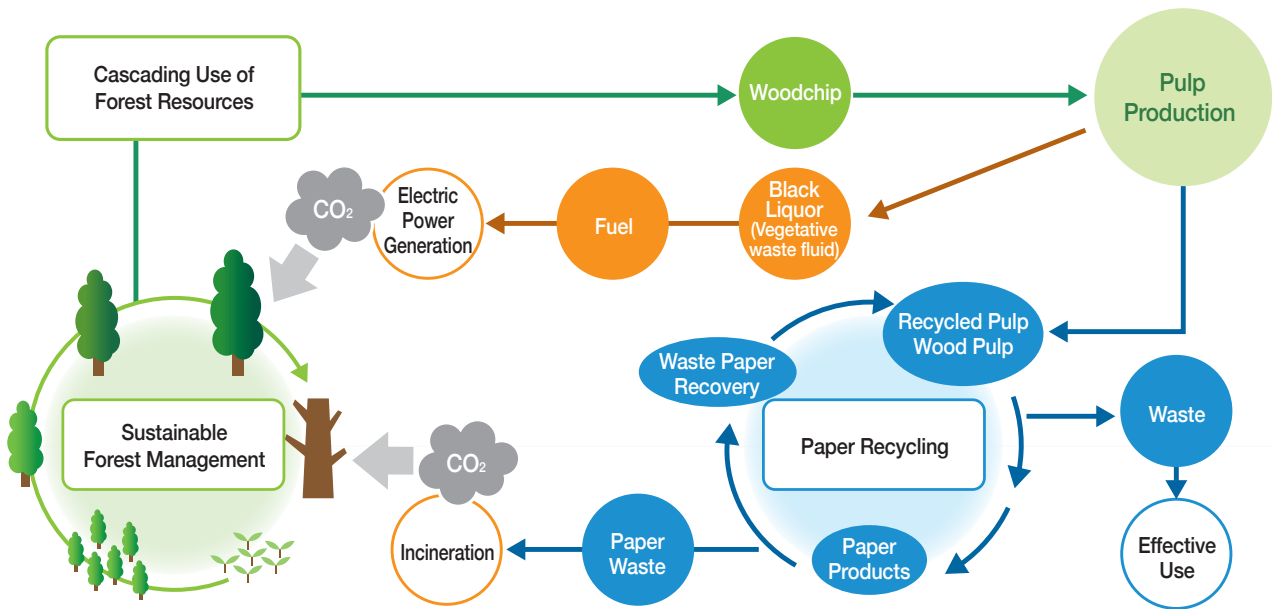 Cascading Use of
Forest Resources
Woodchip
Pulp
Production
CO₂
Electric
Power
Generation
Fuel
Black
Liquor
(Vegetative
waste fluid)
Recycled Pulp
Wood Pulp
Waste Paper
Recovery
Waste
Sustainable
Forest Management
CO₂
Paper Recycling
Incineration
Paper
Waste
Paper
Products
Effective
Use